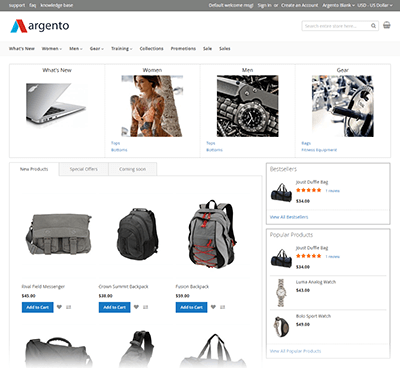 support faq knowledge base Default welcome msg! Sign in or Create an Account Argento Blank USD - US Dollar
argento
Search entire store here...
What's New Women Men Gear Training Collections Promotions Sale Sales
What's New Women Men Gear
Tops Tops Bags
Bottoms Bottoms Fitness Equipment
New Products Special Offers Coming soon
Bestsellers
Joust Duffle Bag
1 review
$34.00
View All Bestsellers
Popular Products
Joust Duffle Bag
1 review
$34.00
Luma Analog Watch
$43.00
Bolo Sport Watch
$49.00
View All Popular Products
Rival Field Messenger Crown Summit Backpack Fusion Backpack
$45.00 $38.00 $59.00
Add to Cart Add to Cart Add to Cart